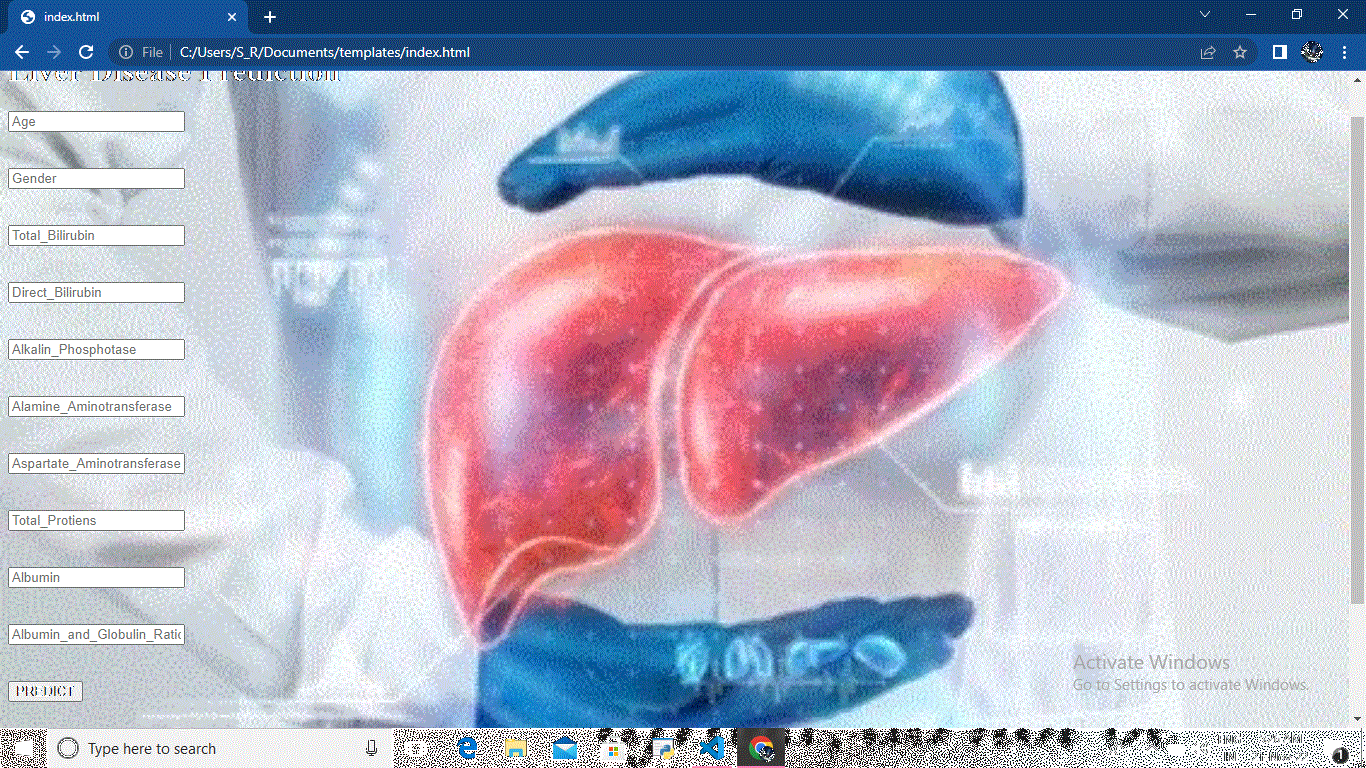 index.html
File
C:/Users/S_R/Documents/templates/index.html
Liver Disease Prediction
Age
Gender
Total_Bilirubin
Direct_Bilirubin
Alkalin_Phosphotase
Alamine_Aminotransferase
Aspartate_Aminotransferase
Total_Protiens
Albumin
Albumin_and_Globulin_Ratio
PREDICT
Activate Windows
Go to Settings to activate Windows.
Type here to search
1